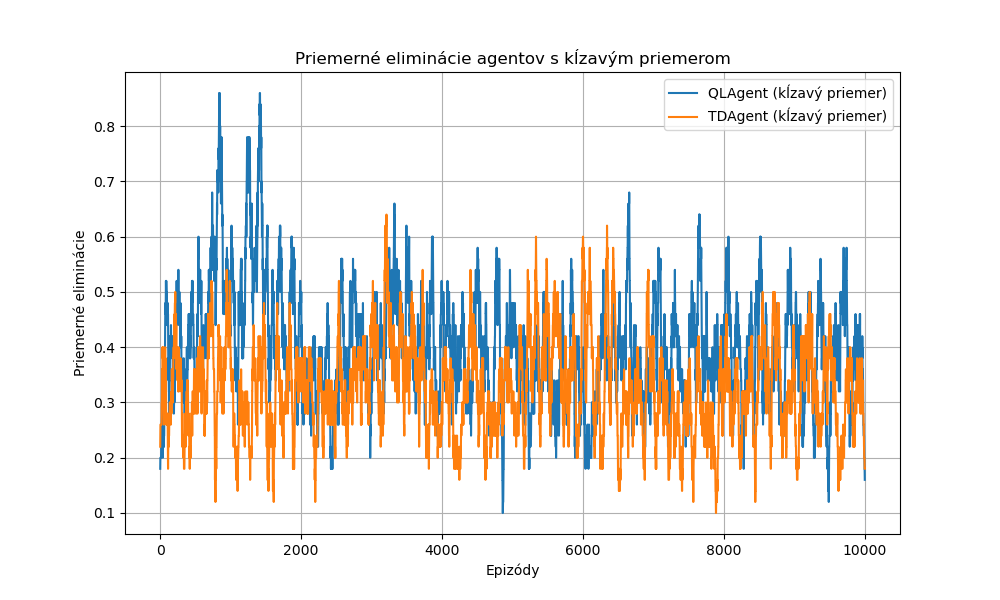 Priemerné eliminácie agentov s kĺzavým priemerom
QLAgent (kĺzavý priemer)
TDAgent (kĺzavý priemer)
Priemerné eliminácie
0.8
0.7
0.6
0.5
0.4
0.3
0.2
0.1
0 2000 4000 6000 8000 10000
Epizódy